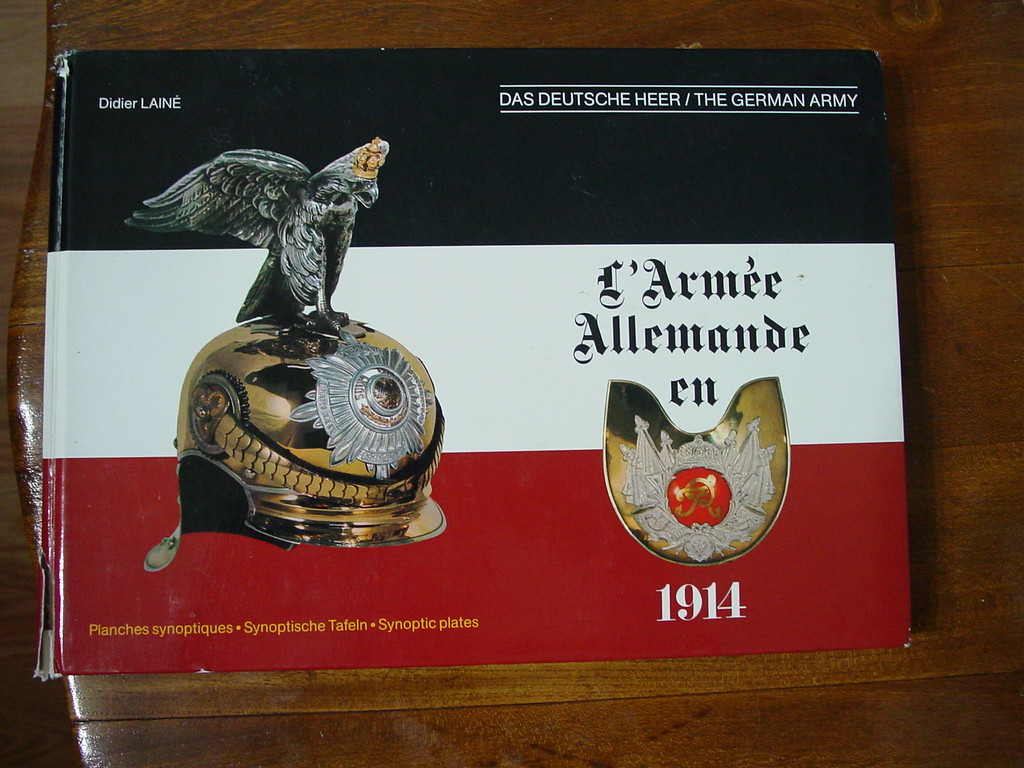 Didier LAINÉ
DAS DEUTSCHE HEER / THE GERMAN ARMY
L'Armée
Allemande
en
1914
Planches synoptiques • Synoptische Tafeln • Synoptic plates